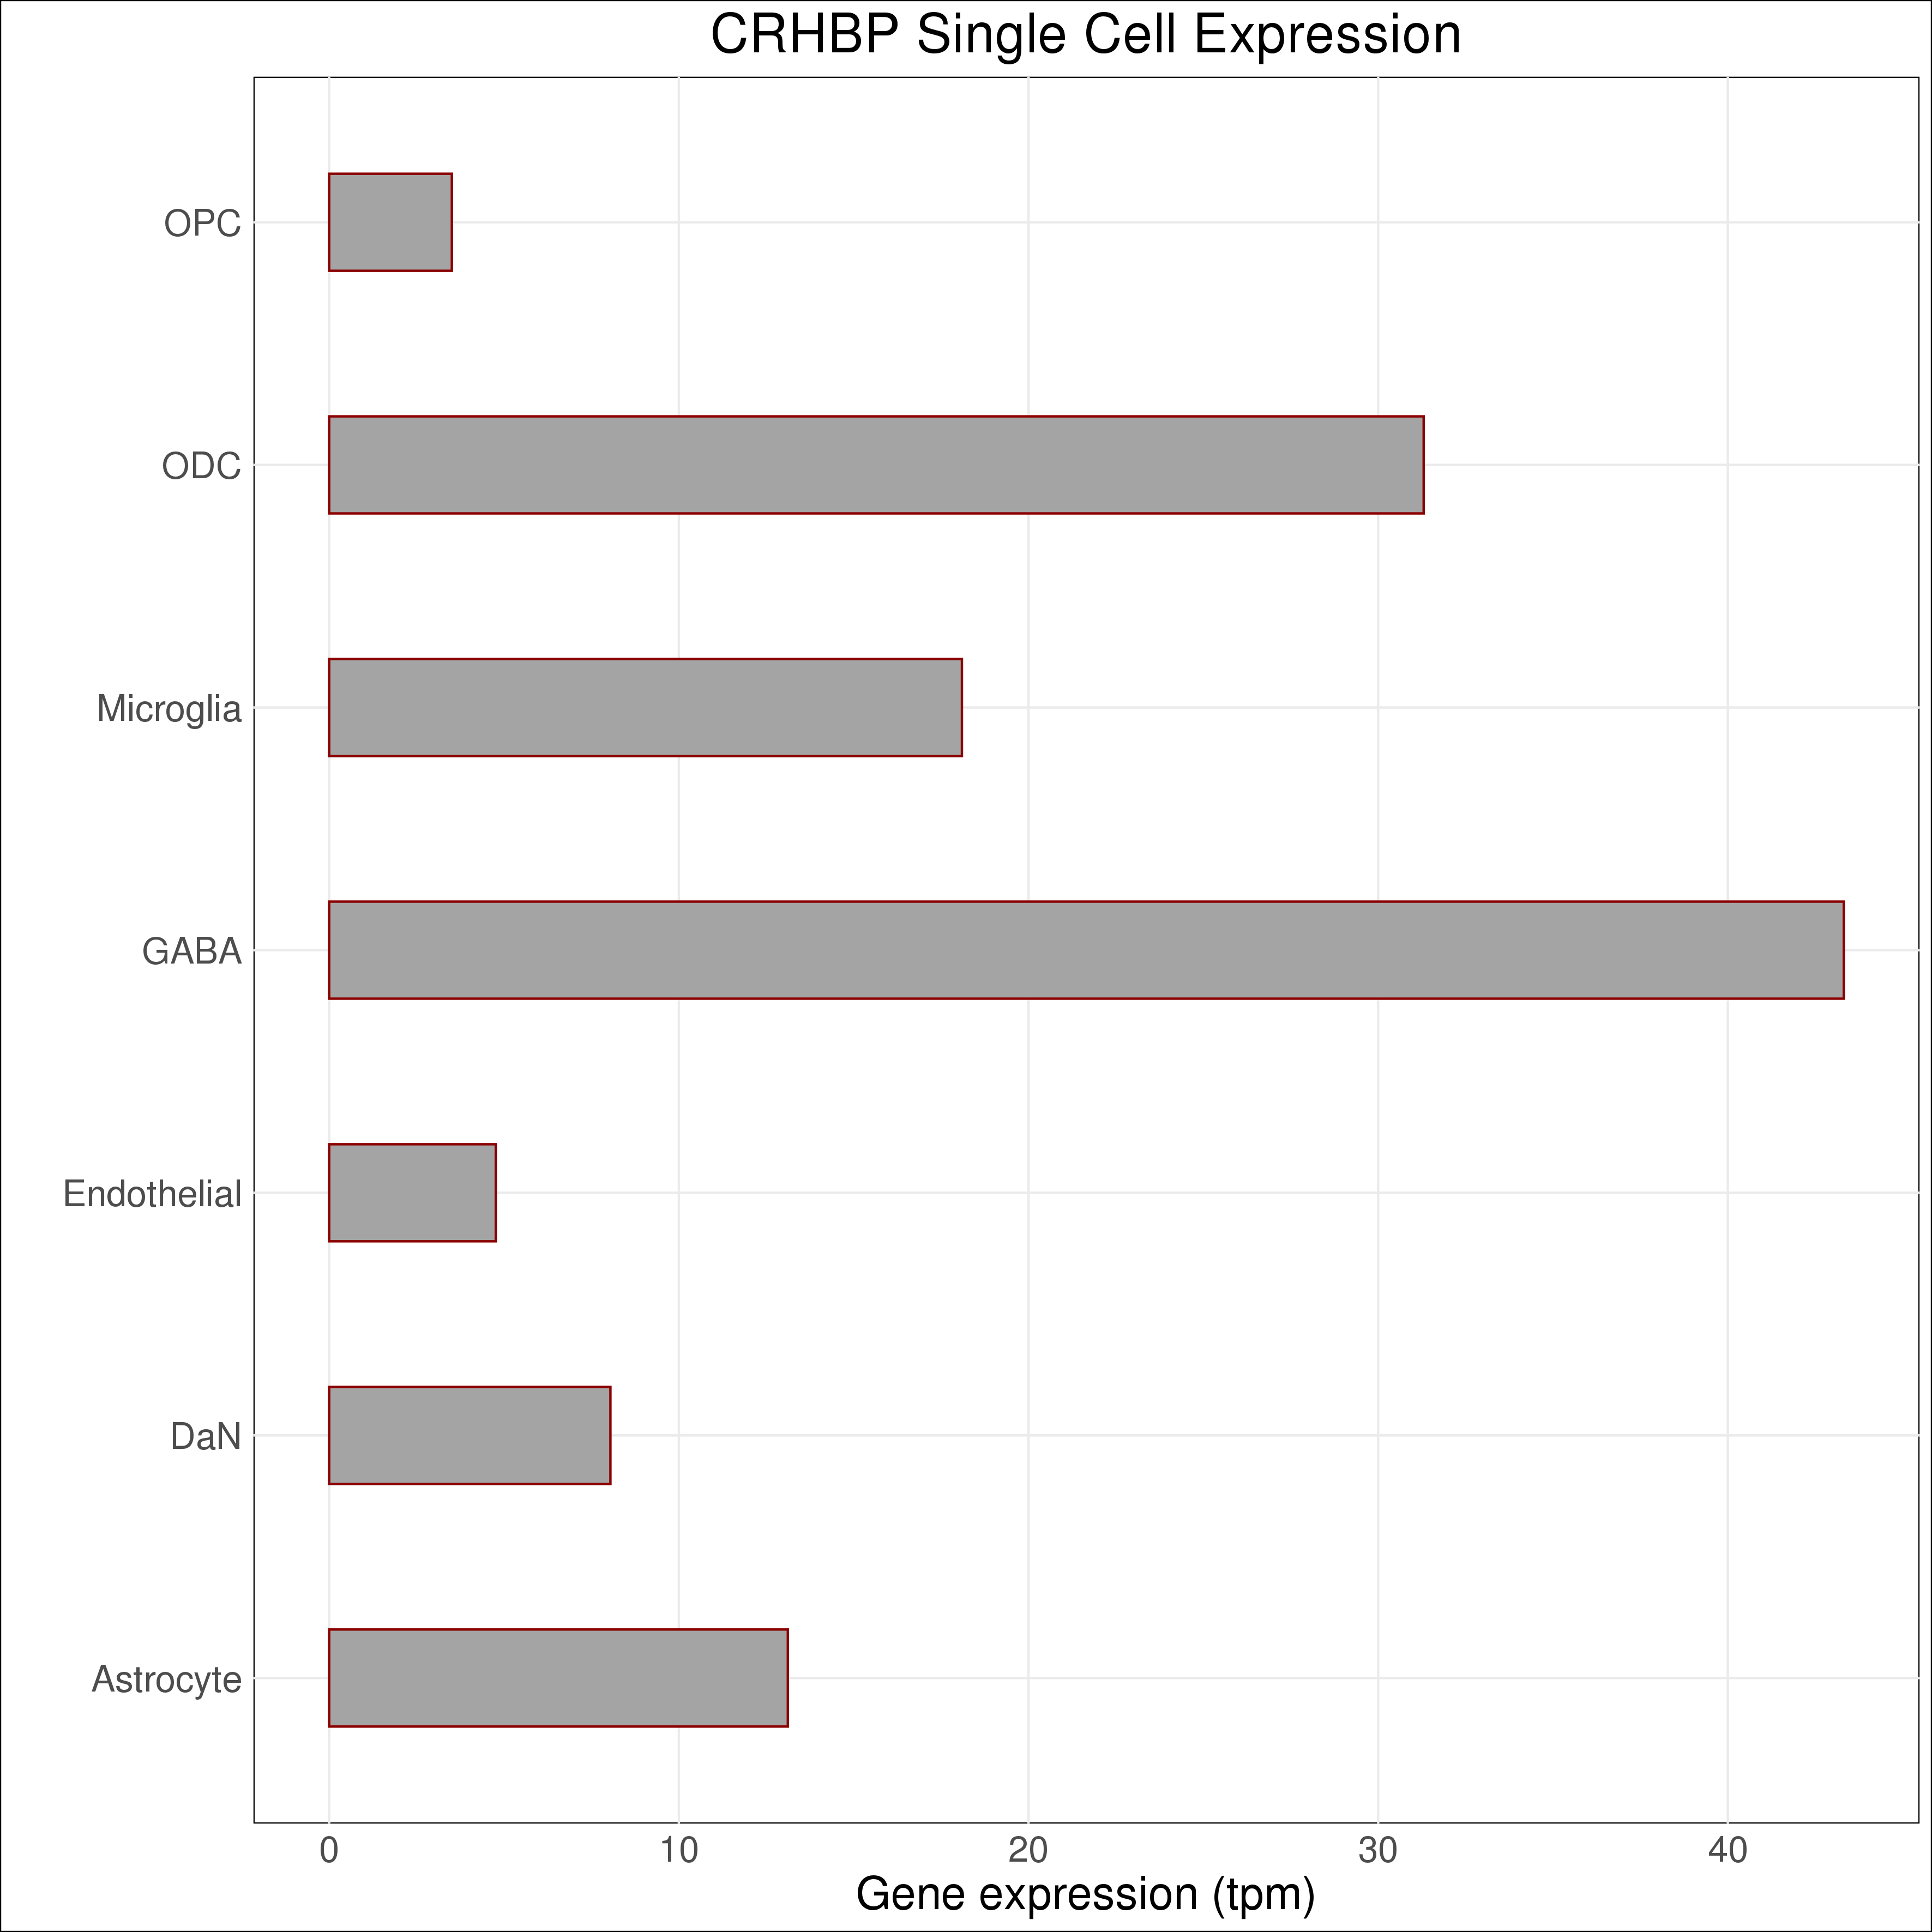 CRHBP Single Cell Expression
OPC
ODC
Microglia
GABA
Endothelial
DaN
Astrocyte
0 10 20 30 40
Gene expression (tpm)